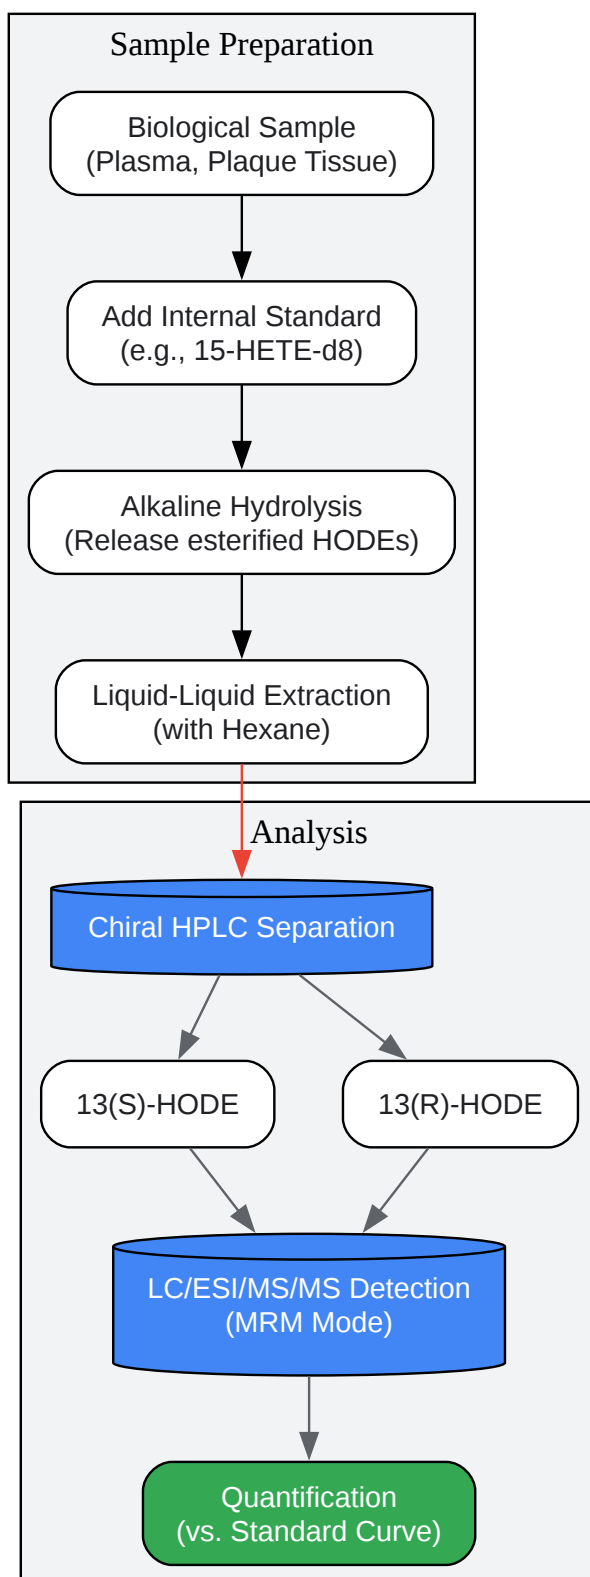 Sample Preparation
Biological Sample
(Plasma, Plaque Tissue)
Add Internal Standard
(e.g., 15-HETE-d8)
Alkaline Hydrolysis
(Release esterified HODEs)
Liquid-Liquid Extraction
(with Hexane)
Analysis
Chiral HPLC Separation
13(S)-HODE
13(R)-HODE
LC/ESI/MS/MS Detection
(MRM Mode)
Quantification
(vs. Standard Curve)